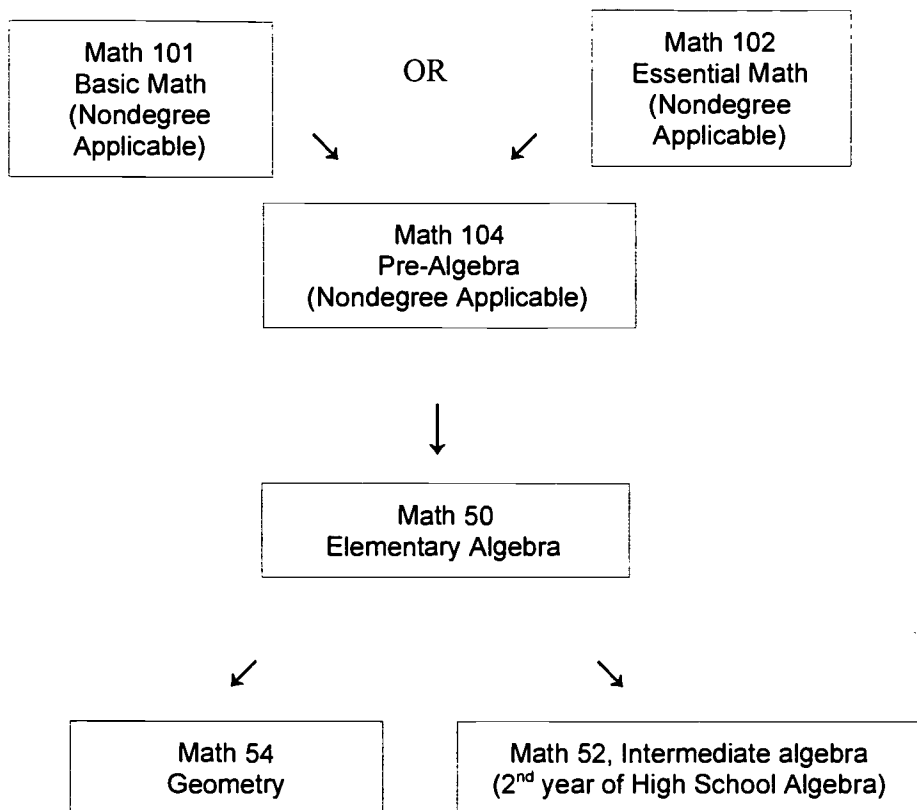 Math 101
Basic Math
(Nondegree
Applicable)
OR
Math 102
Essential Math
(Nondegree
Applicable)
Math 104
Pre-Algebra
(Nondegree Applicable)
Math 50
Elementary Algebra
Math 54
Geometry
Math 52, Intermediate algebra
(2nd year of High School Algebra)